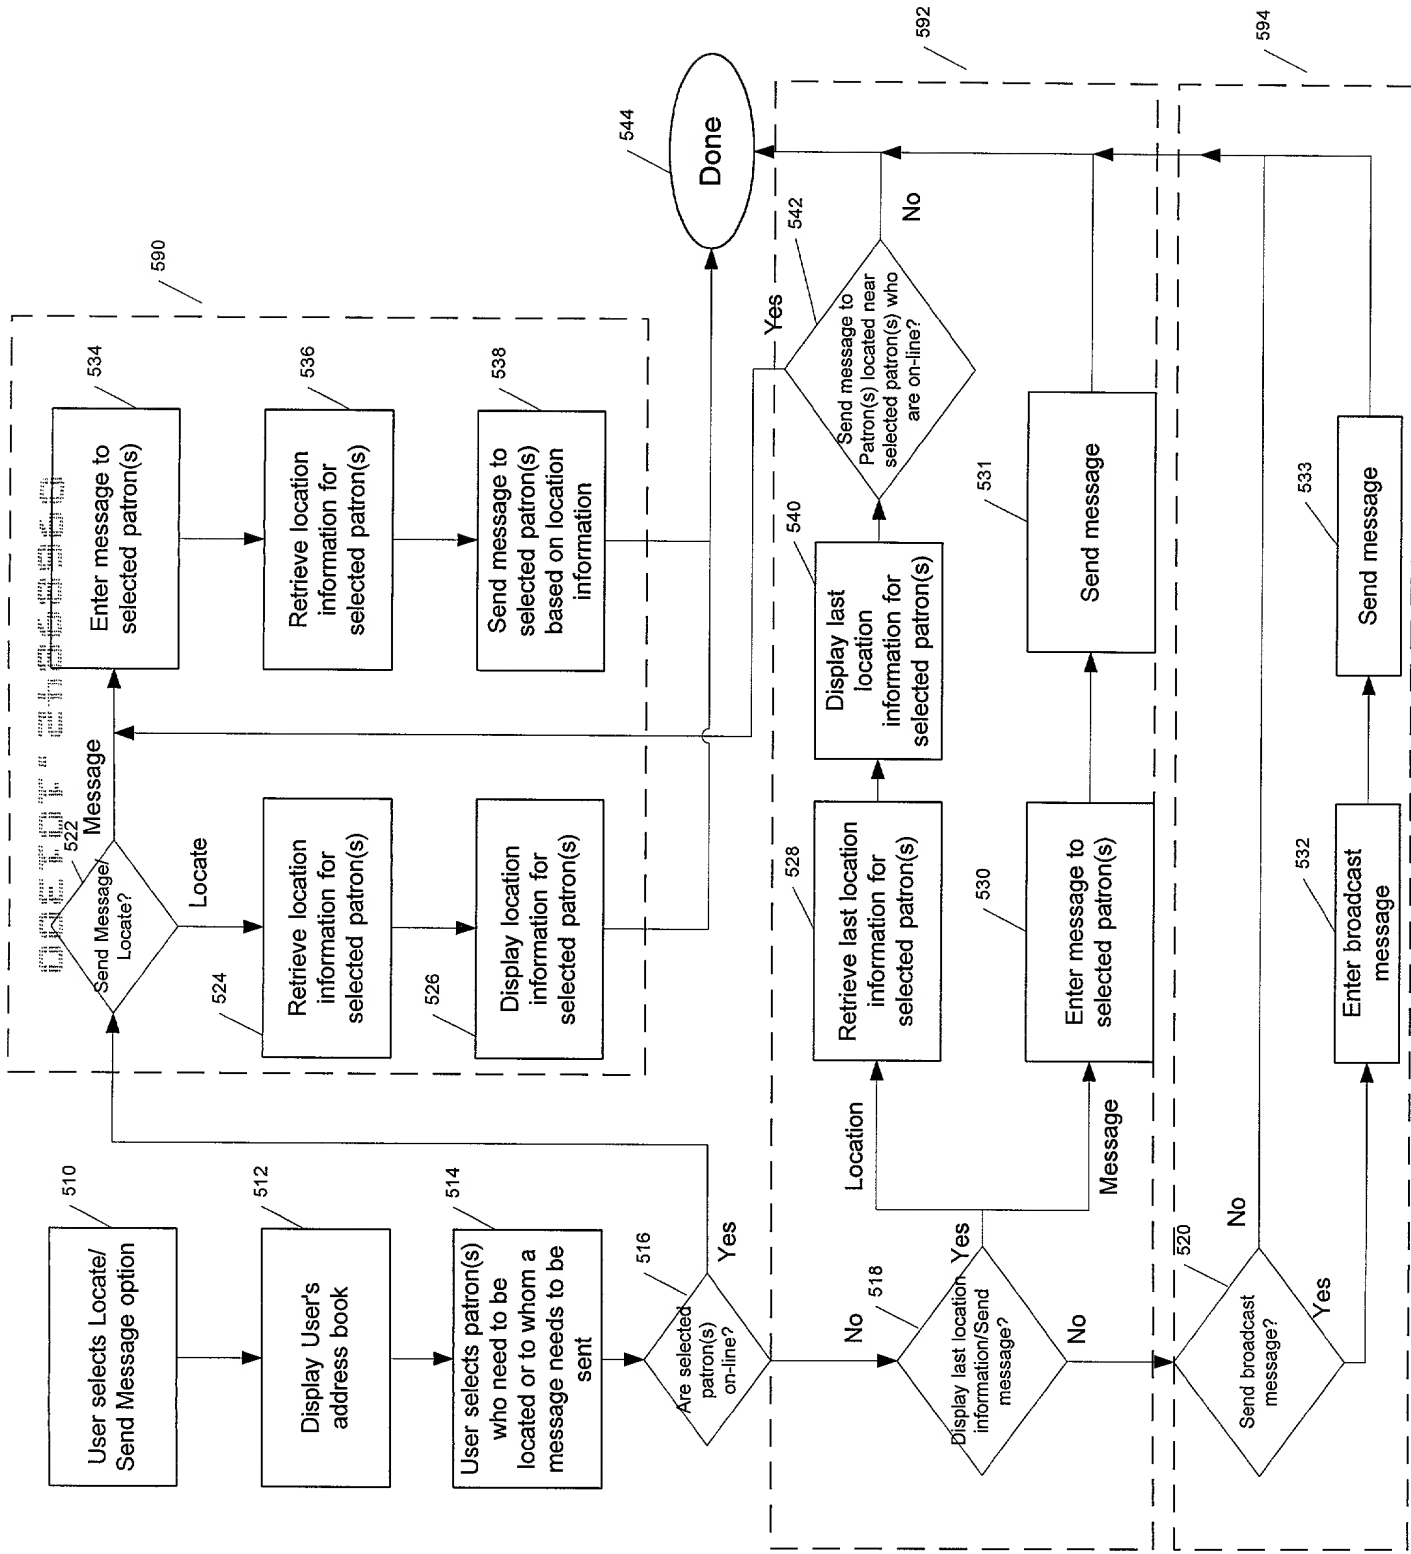 510
User selects Locate/
Send Message option
512
Display User's
address book
514
User selects patron(s)
who need to be
located or to whom a
message needs to be
sent
516
Are selected
patron(s)
on-line?
Yes
No
590
522
Send Message/
Locate?
Message
Locate
524
Retrieve location
information for
selected patron(s)
526
Display location
information for
selected patron(s)
534
Enter message to
selected patron(s)
536
Retrieve location
information for
selected patron(s)
538
Send message to
selected patron(s)
based on location
information
544
Done
592
518
Display last location
information/Send
message?
Yes
No
Location
Message
528
Retrieve last location
information for
selected patron(s)
540
Display last
location
information for
selected patron(s)
542
Send message to
Patron(s) located near
selected patron(s) who
are on-line?
Yes
No
530
Enter message to
selected patron(s)
531
Send message
594
520
Send broadcast
message?
No
Yes
532
Enter broadcast
message
533
Send message